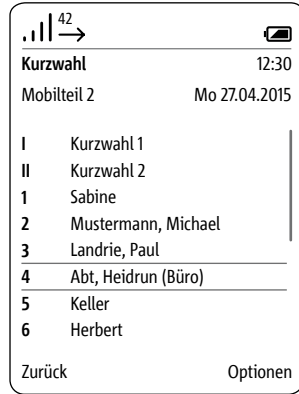 42
Kurzwahl 12:30
Mobilteil 2 Mo 27.04.2015
I Kurzwahl 1
II Kurzwahl 2
1 Sabine
2 Mustermann, Michael
3 Landrie, Paul
4 Abt, Heidrun (Büro)
5 Keller
6 Herbert
Zurück Optionen